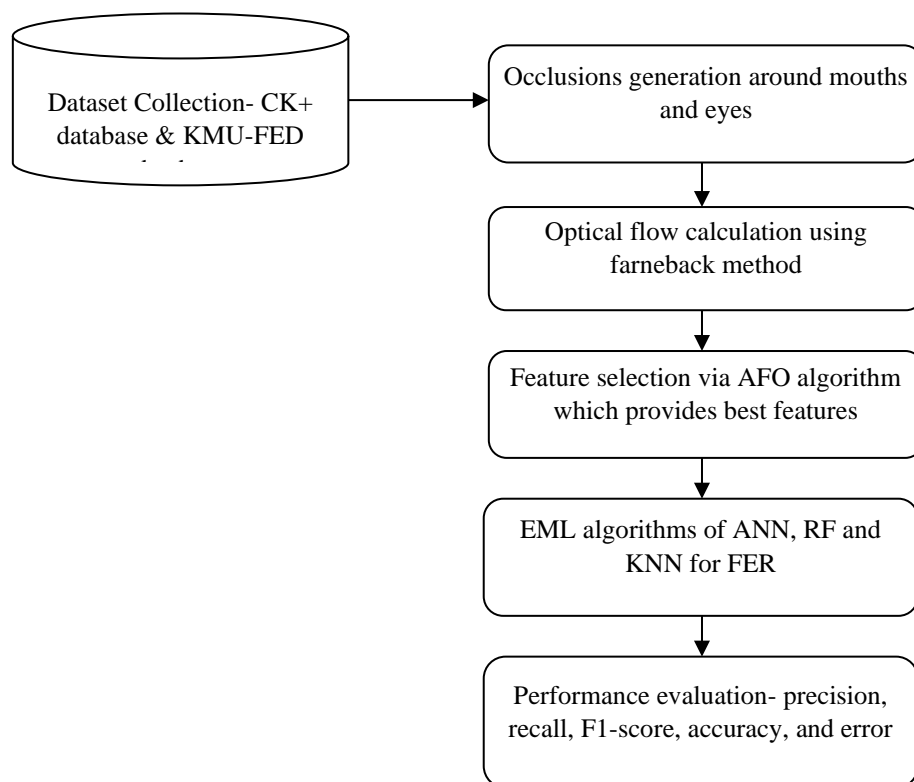 Dataset Collection- CK+
database & KMU-FED
Occlusions generation around mouths
and eyes
Optical flow calculation using
farneback method
Feature selection via AFO algorithm
which provides best features
EML algorithms of ANN, RF and
KNN for FER
Performance evaluation- precision,
recall, F1-score, accuracy, and error